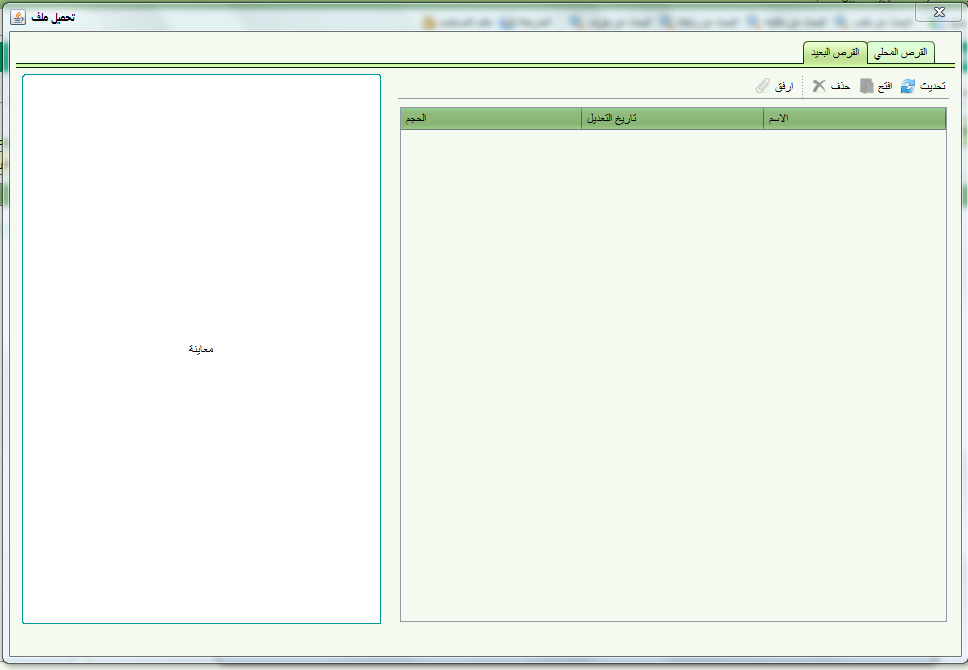 تحميل ملف
القرص المحلي القرص البعيد
تحديث افتح حذف ارفق
الاسم تاريخ التعديل الحجم
معاينة